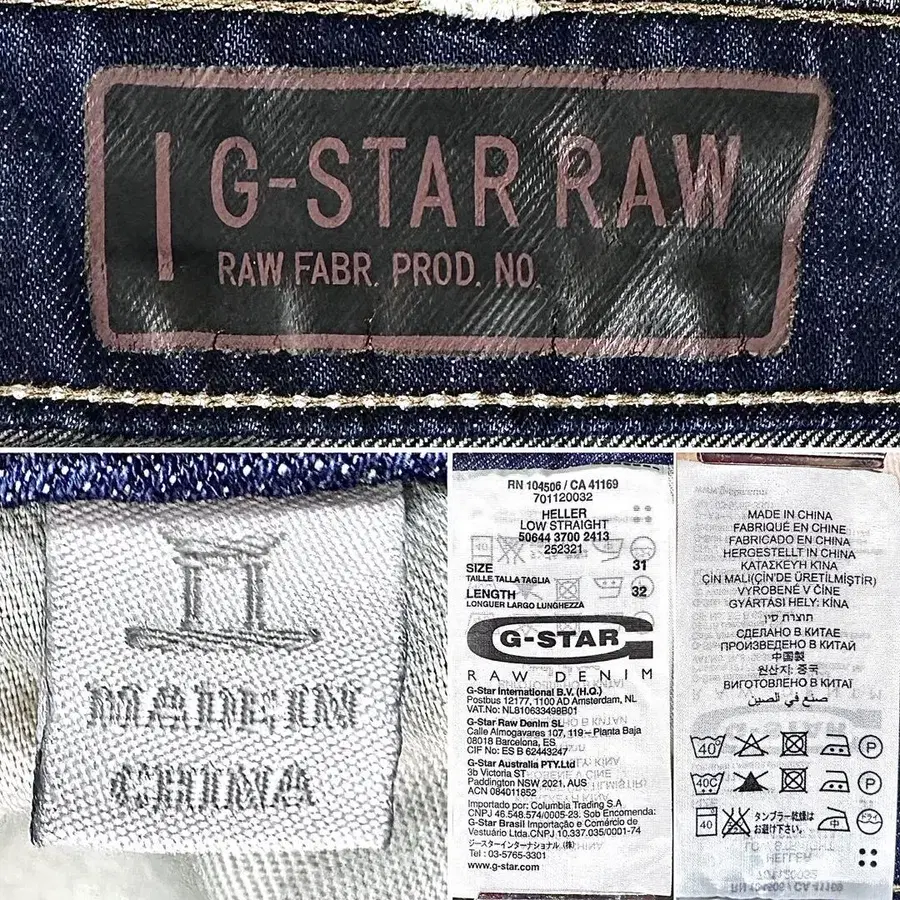 G-STAR RAW
RAW FABR. PROD. NO.
MADE IN
CHINA
RN 104506 / CA 41169
701120032
HELLER
LOW STRAIGHT
50644 3700 2413
252321
SIZE 31
TAILLE TALLA TAGLIA
LENGTH 32
LONGUER LARGO LUNGHEZZA
G-STAR
RAW DENIM
G-Star International B.V. (H.Q.)
Postbus 12177, 1100 AD Amsterdam, NL
VAT.No: NL810633498B01
G-Star Raw Denim SL
Calle Almogavares 107, 119 – Planta Baja
08018 Barcelona, ES
CIF No: ES B 62443247
G-Star Australia PTY.Ltd
3b Victoria ST
Paddington NSW 2021, AUS
ACN 084011852
Importado por: Columbia Trading S.A
CNPJ 46.548.574/0005-23. Sob Encomenda:
G-Star Brasil Importação e Comércio de
Vestuário Ltda.CNPJ 10.337.035/0001-74
ジースターインターナショナル (株)
Tel : 03-5765-3301
www.g-star.com
MADE IN CHINA
FABRIQUÉ EN CHINE
FABRICADO EN CHINA
HERGESTELLT IN CHINA
ΚΑΤΑΣΚΕΥΗ ΚΙΝΑ
ÇİN MALI(ÇİN'DE ÜRETİLMİŞTİR)
VYROBENÉ V ČÍNE
GYÁRTÁSI HELY: KÍNA
תוצרת סין
СДЕЛАНО В КИТАЕ
ПРОИЗВЕДЕНО В КИТАЙ
中国製
원산지: 중국
ВИГОТОВЛЕНО В КИТАЇ
صنع في للصين
40° P
40C P
40 タンブラー乾燥は 中 ドライ
お避け下さい。